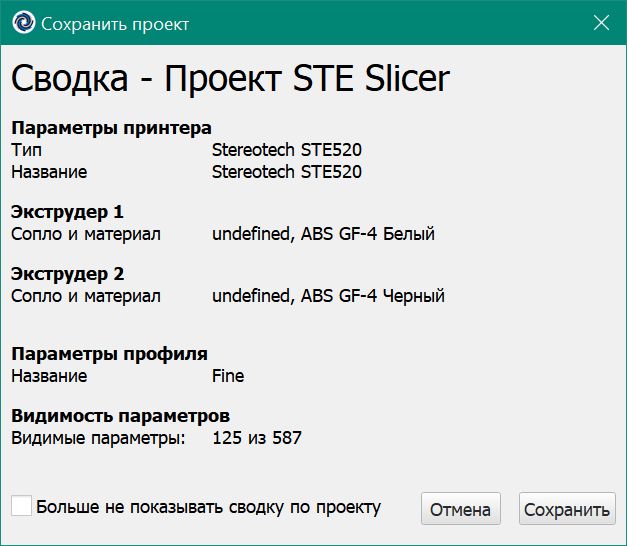 Сохранить проект
Сводка - Проект STE Slicer
Параметры принтера
Тип Stereotech STE520
Название Stereotech STE520
Экструдер 1
Сопло и материал undefined, ABS GF-4 Белый
Экструдер 2
Сопло и материал undefined, ABS GF-4 Черный
Параметры профиля
Название Fine
Видимость параметров
Видимые параметры: 125 из 587
Больше не показывать сводку по проекту Отмена Сохранить